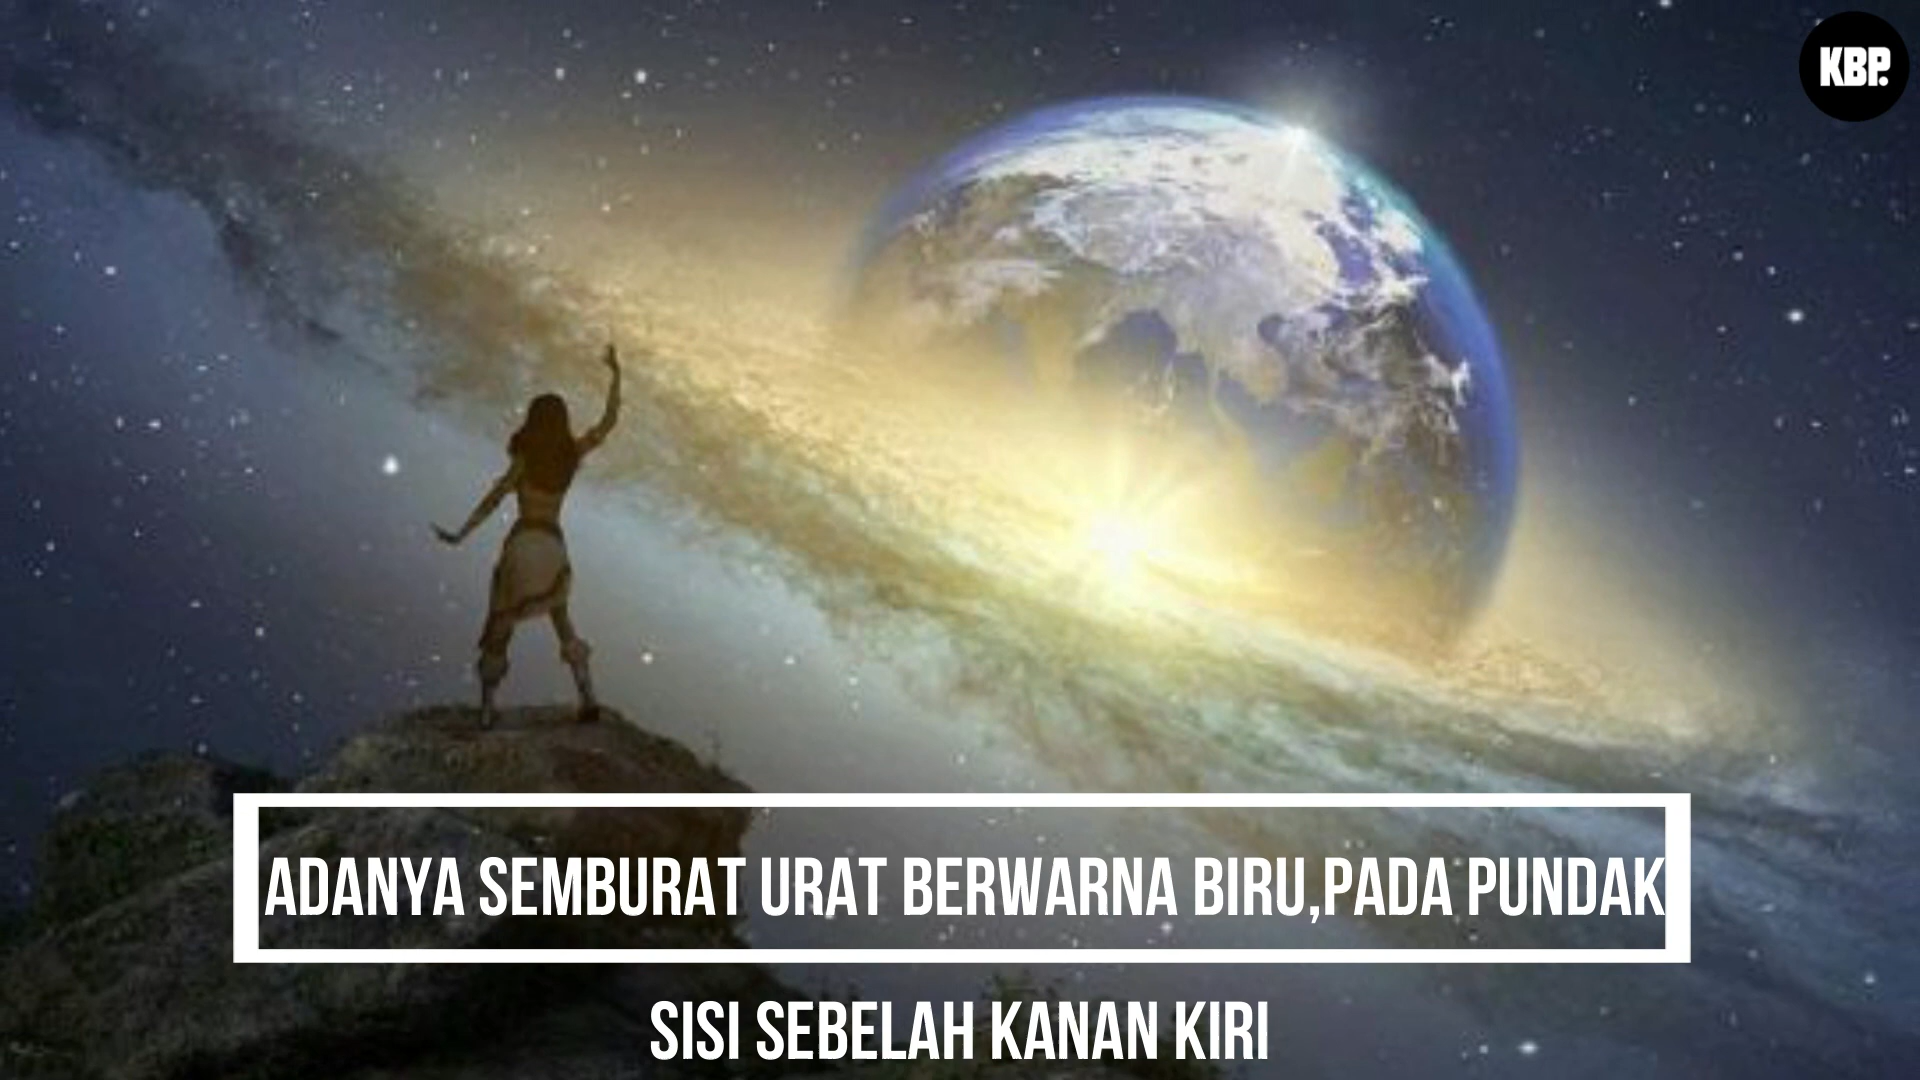 KBP.
ADANYA SEMBURAT URAT BERWARNA BIRU,PADA PUNDAK
SISI SEBELAH KANAN KIRI